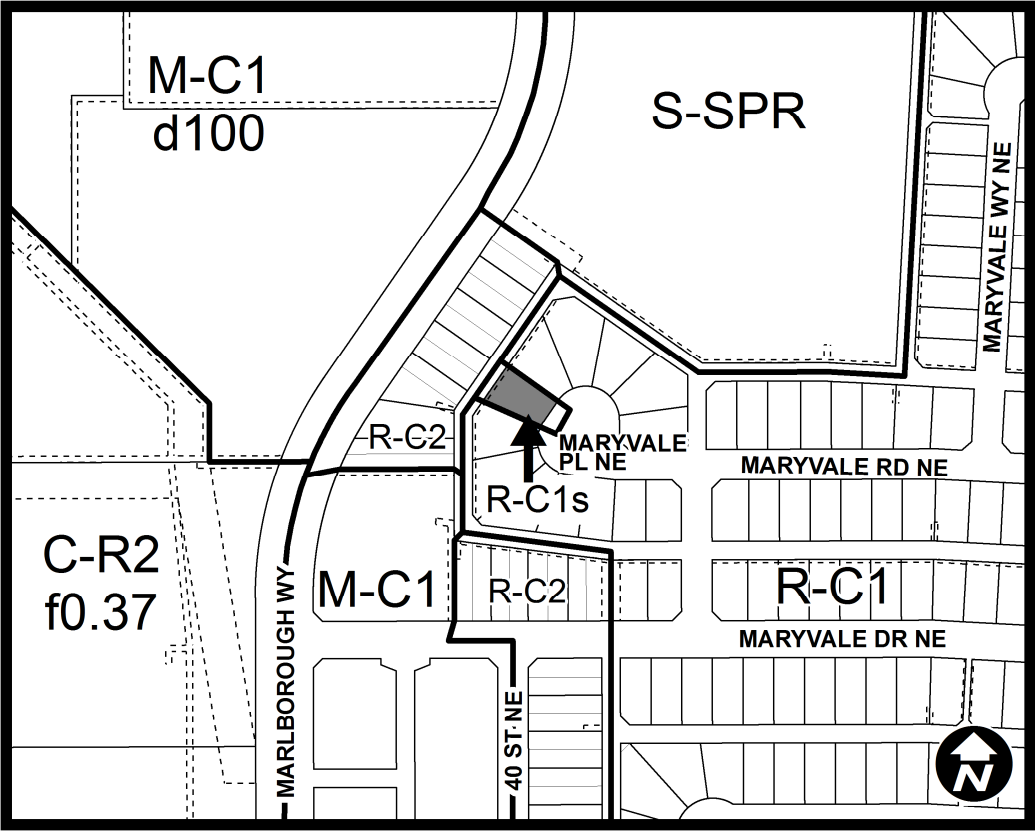 M-C1
d100
S-SPR
MARYVALE WY NE
R-C2
MARYVALE
PL NE
MARYVALE RD NE
R-C1s
C-R2
f0.37
M-C1
R-C2
R-C1
MARYVALE DR NE
MARLBOROUGH WY
40 ST NE
N